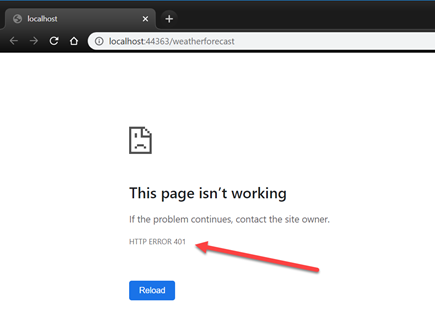 localhost
localhost:44363/weatherforecast
This page isn’t working
If the problem continues, contact the site owner.
HTTP ERROR 401
Reload